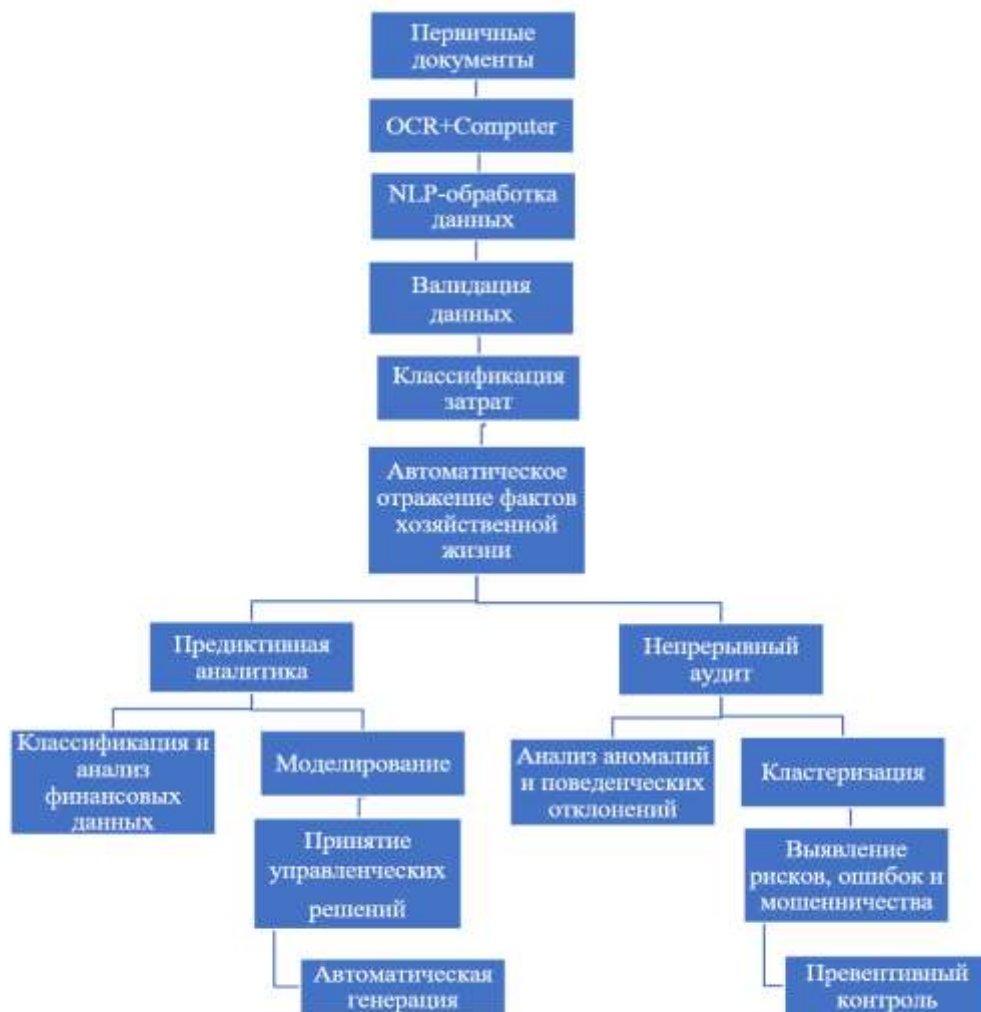 Первичные
документы
OCR+Computer
NLP-обработка
данных
Валидация
данных
Классификация
затрат
Автоматическое
отражение фактов
хозяйственной
жизни
Предиктивная
аналитика
Непрерывный
аудит
Классификация и
анализ
финансовых
данных
Моделирование
Анализ аномалий
и поведенческих
отклонений
Кластеризация
Принятие
управленческих
решений
Выявление
рисков, ошибок и
мошенничества
Автоматическая
генерация
Превентивный
контроль